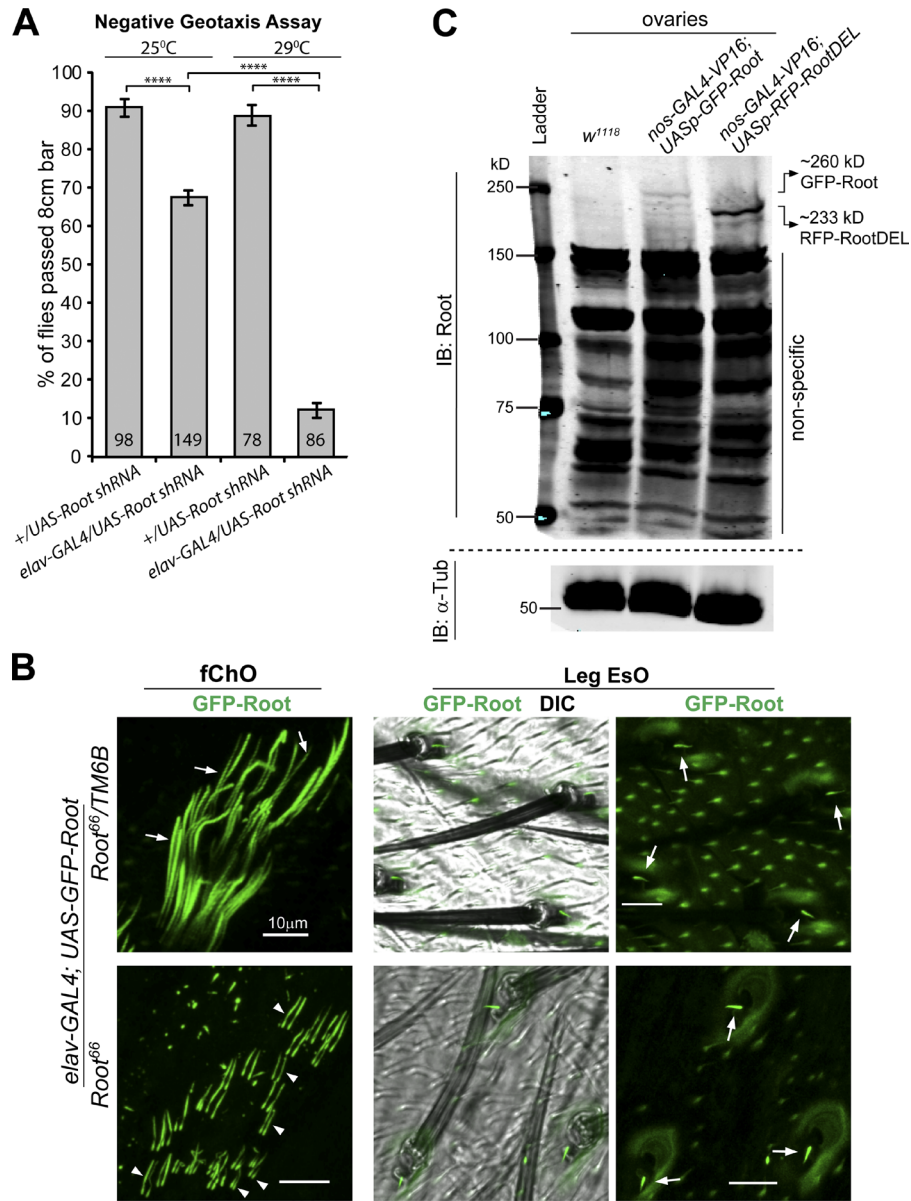 A
Negative Geotaxis Assay
25⁰C 29⁰C
****
**** ****
% of flies passed 8cm bar
100
90
80
70
60
50
40
30
20
10
0
98 149 78 86
+/UAS-Root shRNA
elav-GAL4/UAS-Root shRNA
+/UAS-Root shRNA
elav-GAL4/UAS-Root shRNA
C
ovaries
Ladder
w¹¹¹⁸
nos-GAL4-VP16;
UASp-GFP-Root
nos-GAL4-VP16;
UASp-RFP-RootDEL
kD
250
150
100
75
50
IB: Root
~260 kD
GFP-Root
~233 kD
RFP-RootDEL
non-specific
IB: α-Tub
50
B
fChO Leg EsO
GFP-Root GFP-Root DIC GFP-Root
elav-GAL4; UAS-GFP-Root
Root⁶⁶/TM6B
Root⁶⁶
10μm